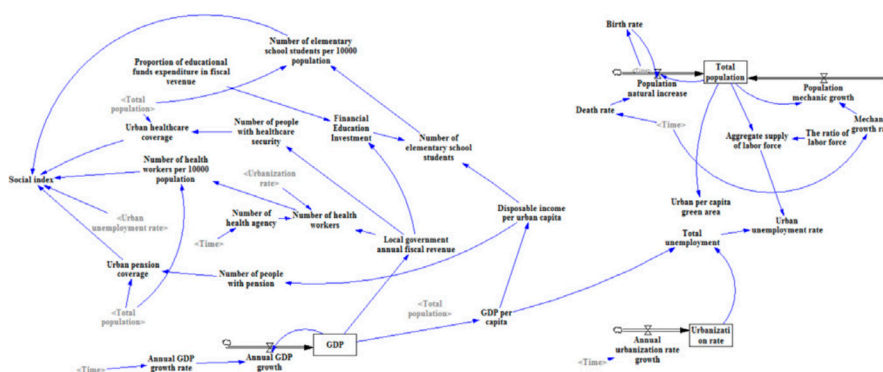 Number of elementary
school students per 10000
population
Proportion of educational
funds expenditure in fiscal
revenue
<Total
population>
Urban healthcare
coverage
Number of people
with healthcare
security
Financial
Education
Investment
Number of
elementary school
students
Number of health
workers per 10000
population
Social index
<Urbanization
rate>
<Urban
unemployment rate>
Number of
health agency
Number of health
workers
<Time>
Local government
annual fiscal revenue
Disposable income
per urban capita
Urban pension
coverage
Number of people
with pension
<Total
population>
<Total
population>
GDP per
capita
GDP
<Time>
Annual GDP
growth rate
Annual GDP
growth
Birth rate
Total
population
Population
natural increase
Population
mechanic growth
Death rate
<Time>
Aggregate supply
of labor force
The ratio of
labor force
Mechan
growth r
Urban per capita
green area
Urban
unemployment rate
Total
unemployment
Urbanizati
on rate
Annual
urbanization rate
growth
<Time>